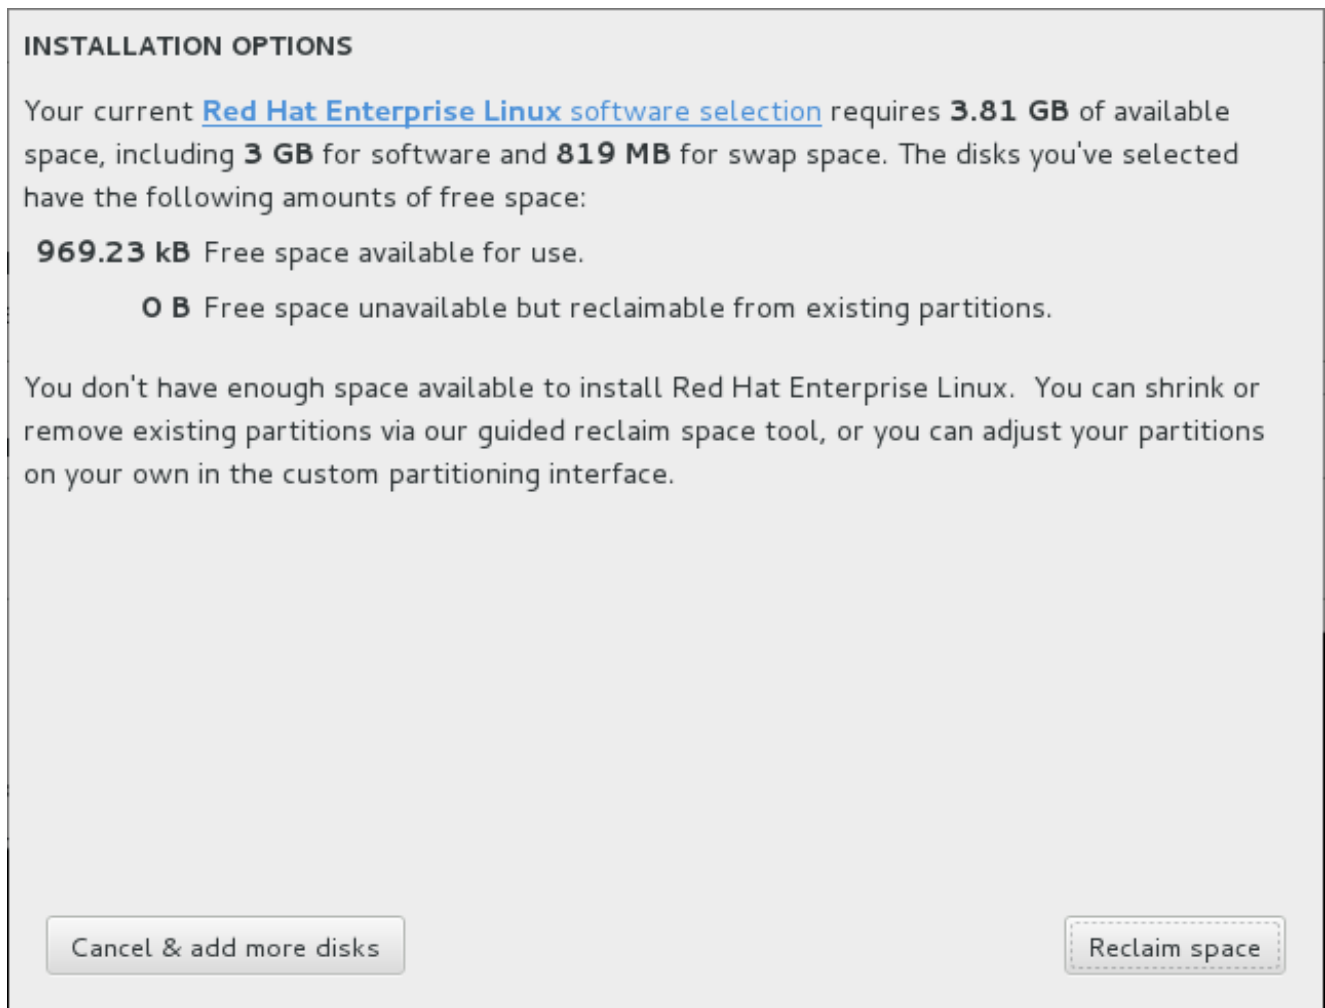 INSTALLATION OPTIONS
Your current Red Hat Enterprise Linux software selection requires 3.81 GB of available
space, including 3 GB for software and 819 MB for swap space. The disks you've selected
have the following amounts of free space:
969.23 kB Free space available for use.
0 B Free space unavailable but reclaimable from existing partitions.
You don't have enough space available to install Red Hat Enterprise Linux.  You can shrink or
remove existing partitions via our guided reclaim space tool, or you can adjust your partitions
on your own in the custom partitioning interface.
Cancel & add more disks
Reclaim space